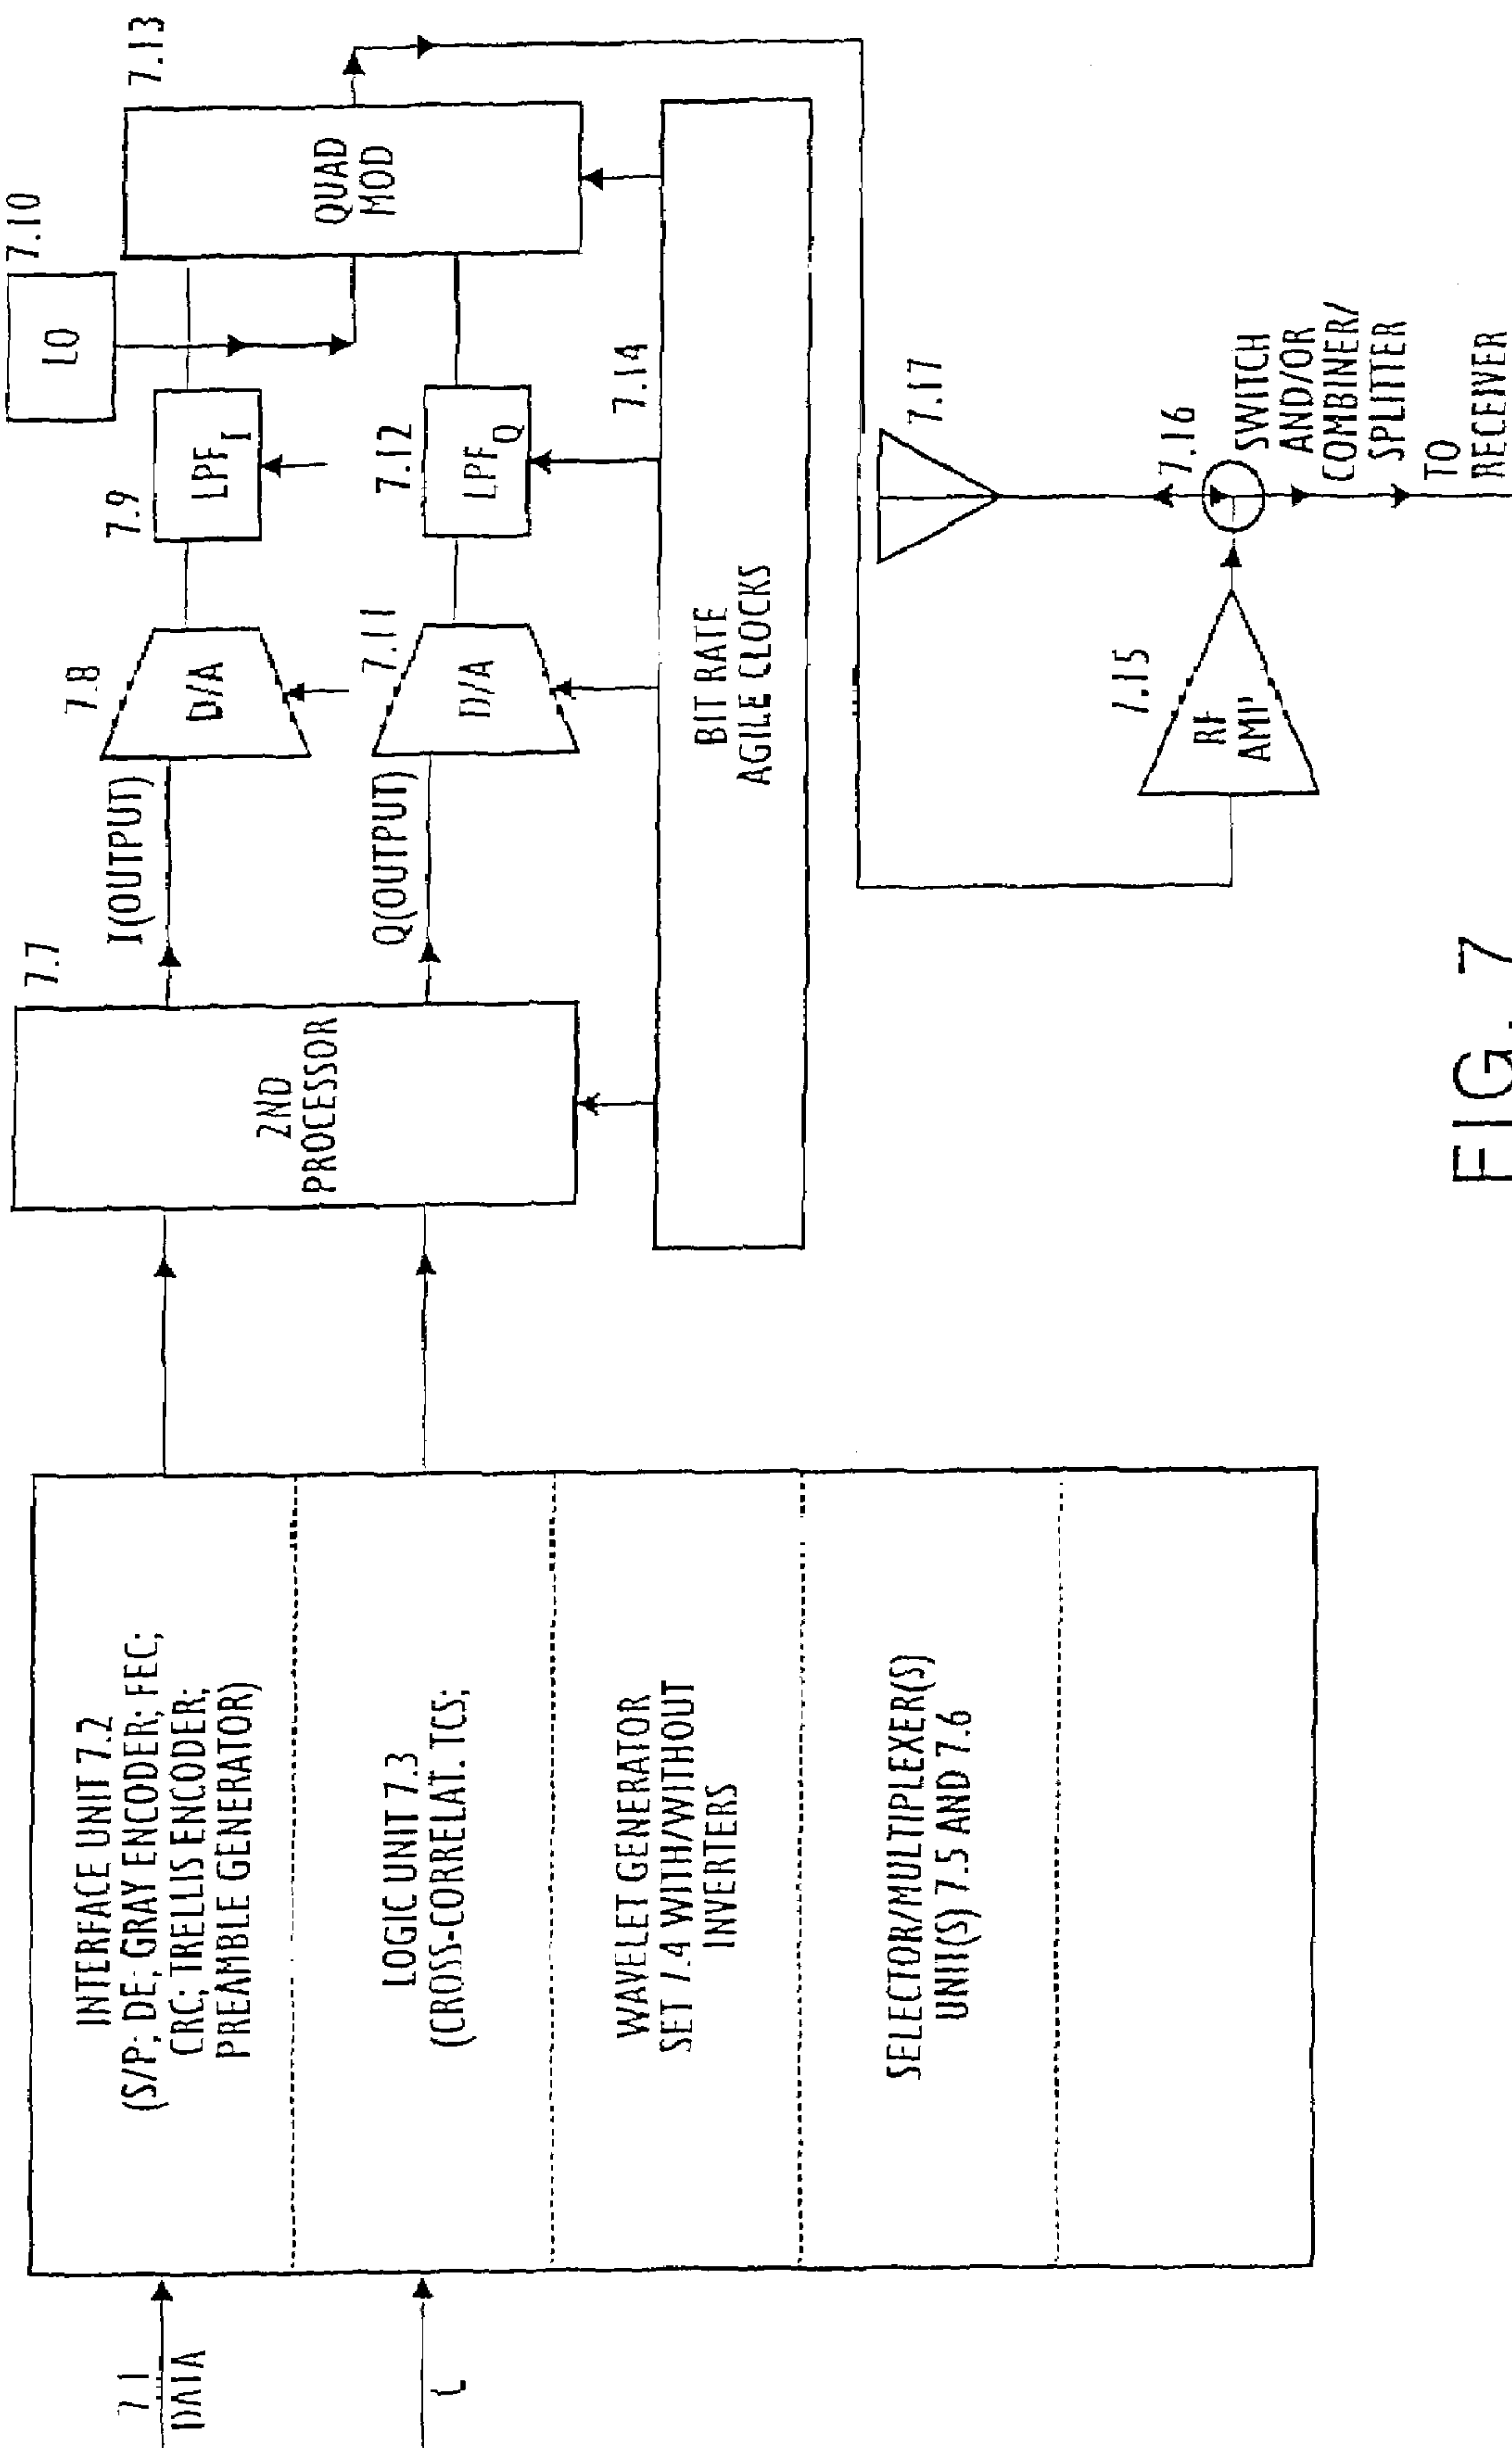 7.1
DATA
C
INTERFACE UNIT 7.2
(S/P; DE; GRAY ENCODER; FEC;
CRC; TRELLIS ENCODER;
PREAMBLE GENERATOR)
LOGIC UNIT 7.3
(CROSS-CORRELAT. TCS;
WAVELET GENERATOR
SET 7.4 WITH/WITHOUT
INVERTERS
SELECTOR/MULTIPLEXER(S)
UNIT(S) 7.5 AND 7.6
7.7
2ND
PROCESSOR
I(OUTPUT)
Q(OUTPUT)
7.8
D/A
7.11
D/A
7.9
LPF I
7.12
LPF Q
7.10
LO
7.13
QUAD
MOD
7.14
BIT RATE
AGILE CLOCKS
7.15
RF
AMP
7.17
7.16
SWITCH
AND/OR
COMBINER/
SPLITTER
TO
RECEIVER
FIG. 7